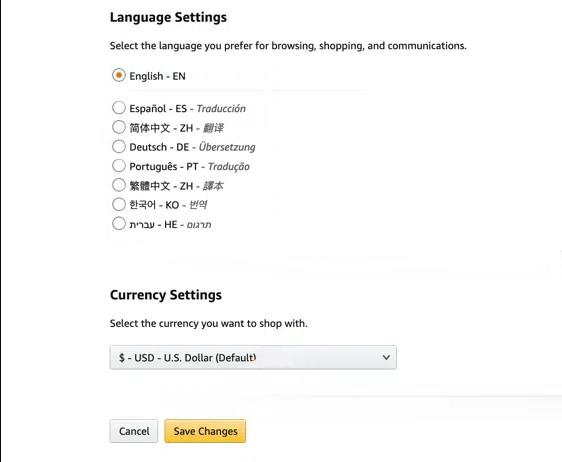 Language Settings
Select the language you prefer for browsing, shopping, and communications.
English - EN
Español - ES - Traducción
简体中文 - ZH - 翻译
Deutsch - DE - Übersetzung
Português - PT - Tradução
繁體中文 - ZH - 譯本
한국어 - KO - 번역
עברית - HE - תרגום
Currency Settings
Select the currency you want to shop with.
$ - USD - U.S. Dollar (Default)
Cancel
Save Changes